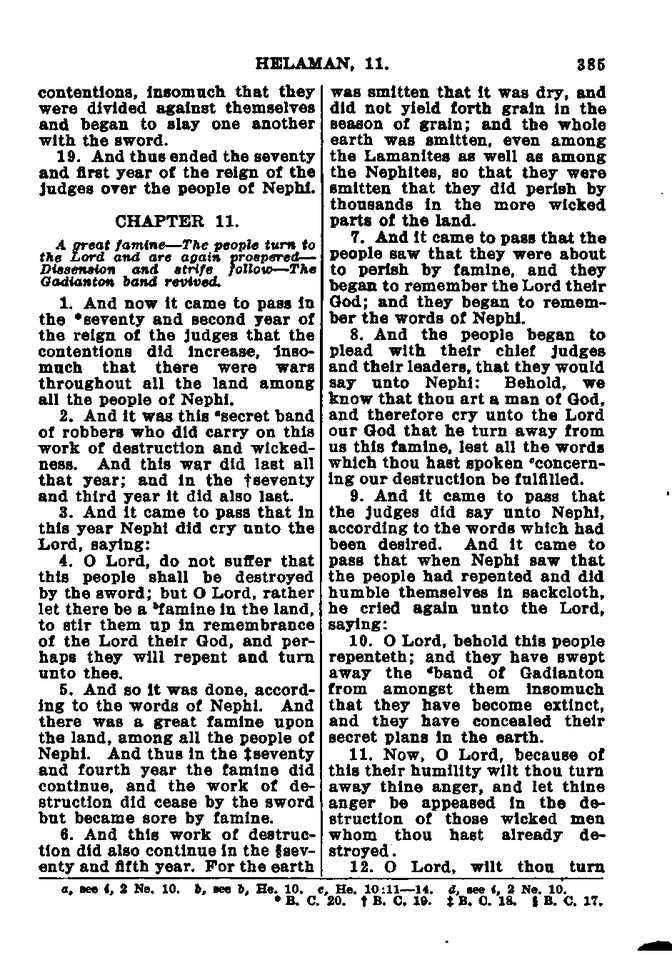 HELAMAN, 11.
385
contentions, insomuch that they
were divided against themselves
and began to slay one another
with the sword.
19. And thus ended the seventy
and first year of the reign of the
judges over the people of Nephi.
CHAPTER 11.
A great famine—The people turn to
the Lord and are again prospered—
Dissension and strife follow—The
Gadianton band revived.
1. And now it came to pass in
the *seventy and second year of
the reign of the judges that the
contentions did increase, inso-
much that there were wars
throughout all the land among
all the people of Nephi.
2. And it was this ᵃsecret band
of robbers who did carry on this
work of destruction and wicked-
ness. And this war did last all
that year; and in the †seventy
and third year it did also last.
3. And it came to pass that in
this year Nephi did cry unto the
Lord, saying:
4. O Lord, do not suffer that
this people shall be destroyed
by the sword; but O Lord, rather
let there be a ᵇfamine in the land,
to stir them up in remembrance
of the Lord their God, and per-
haps they will repent and turn
unto thee.
5. And so it was done, accord-
ing to the words of Nephi. And
there was a great famine upon
the land, among all the people of
Nephi. And thus in the ‡seventy
and fourth year the famine did
continue, and the work of de-
struction did cease by the sword
but became sore by famine.
6. And this work of destruc-
tion did also continue in the §sev-
enty and fifth year. For the earth
was smitten that it was dry, and
did not yield forth grain in the
season of grain; and the whole
earth was smitten, even among
the Lamanites as well as among
the Nephites, so that they were
smitten that they did perish by
thousands in the more wicked
parts of the land.
7. And it came to pass that the
people saw that they were about
to perish by famine, and they
began to remember the Lord their
God; and they began to remem-
ber the words of Nephi.
8. And the people began to
plead with their chief judges
and their leaders, that they would
say unto Nephi: Behold, we
know that thou art a man of God,
and therefore cry unto the Lord
our God that he turn away from
us this famine, lest all the words
which thou hast spoken ᶜconcern-
ing our destruction be fulfilled.
9. And it came to pass that
the judges did say unto Nephi,
according to the words which had
been desired. And it came to
pass that when Nephi saw that
the people had repented and did
humble themselves in sackcloth,
he cried again unto the Lord,
saying:
10. O Lord, behold this people
repenteth; and they have swept
away the ᵈband of Gadianton
from amongst them insomuch
that they have become extinct,
and they have concealed their
secret plans in the earth.
11. Now, O Lord, because of
this their humility wilt thou turn
away thine anger, and let thine
anger be appeased in the de-
struction of those wicked men
whom thou hast already de-
stroyed.
12. O Lord, wilt thou turn
a, see i, 2 Ne. 10. b, see b, He. 10. c, He. 10:11—14. d, see i, 2 Ne. 10.
* B. C. 20. † B. C. 19. ‡ B. C. 18. § B. C. 17.